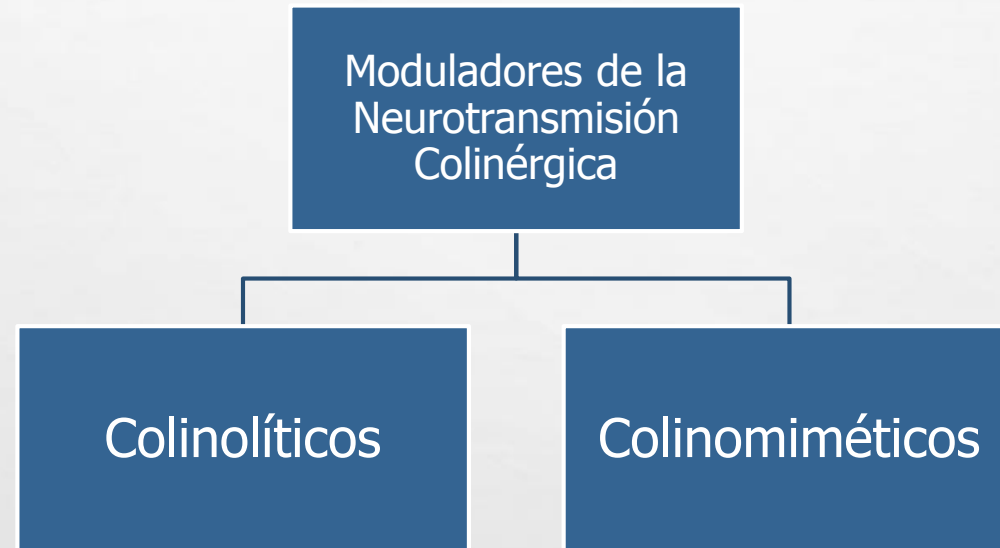 Moduladores de la
Neurotransmisión
Colinérgica
Colinolíticos
Colinomiméticos